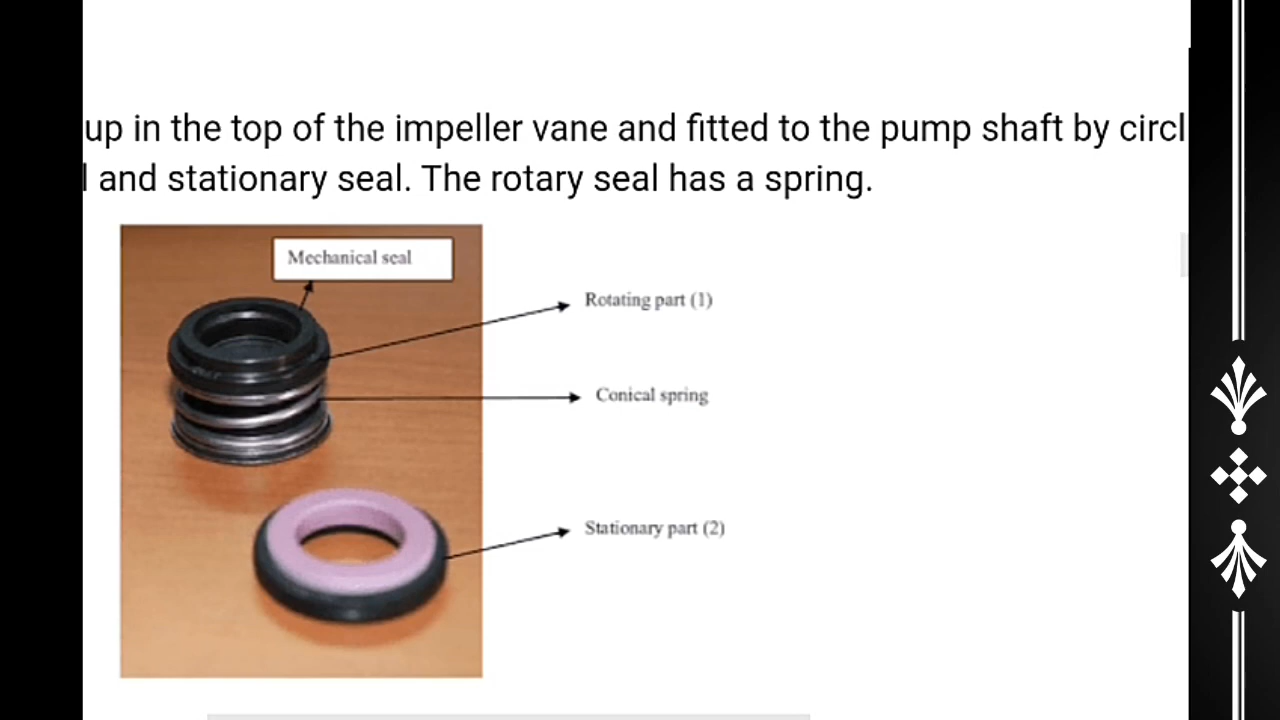 up in the top of the impeller vane and fitted to the pump shaft by circl
and stationary seal. The rotary seal has a spring.
Mechanical seal
Rotating part (1)
Conical spring
Stationary part (2)